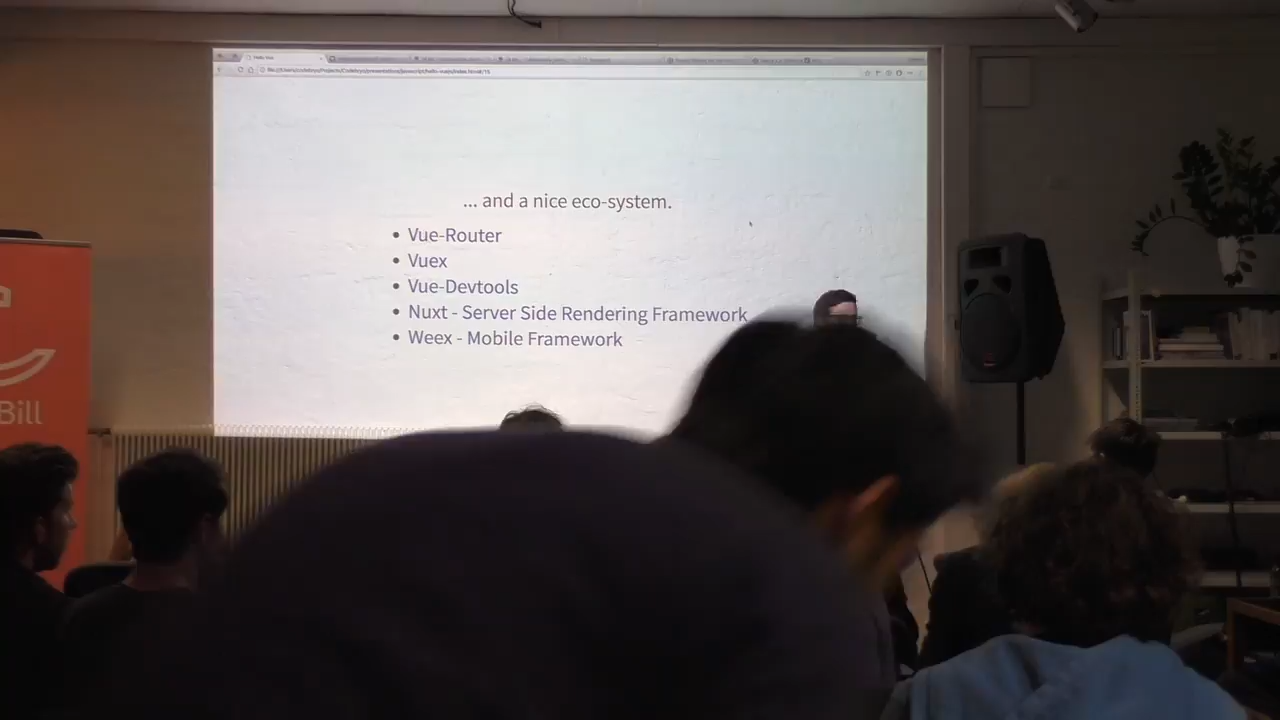 ... and a nice eco-system.
• Vue-Router
• Vuex
• Vue-Devtools
• Nuxt - Server Side Rendering Framework
• Weex - Mobile Framework
Bill